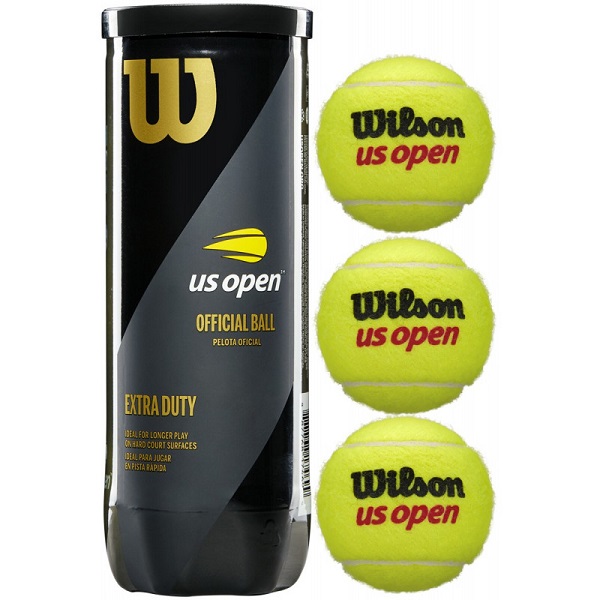 W
us open
OFFICIAL BALL
PELOTA OFICIAL
EXTRA DUTY
IDEAL FOR LONGER PLAY
ON HARD COURT SURFACES
IDEAL PARA JUGAR
EN PISTA RÁPIDA
Wilson
us open
Wilson
us open
Wilson
us open